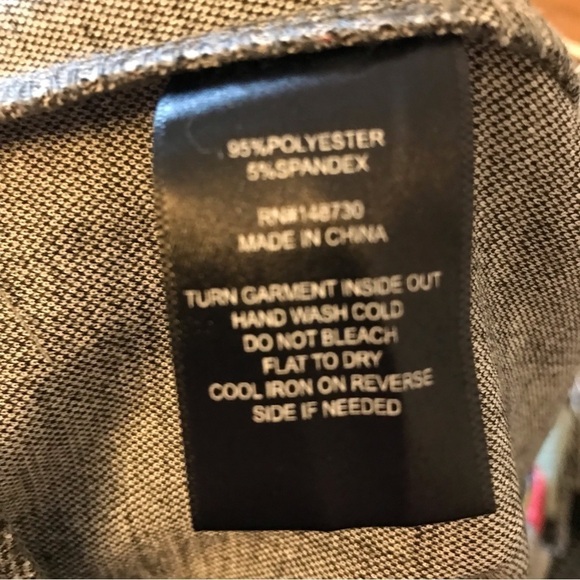 95%POLYESTER
5%SPANDEX
RN#148730
MADE IN CHINA
TURN GARMENT INSIDE OUT
HAND WASH COLD
DO NOT BLEACH
FLAT TO DRY
COOL IRON ON REVERSE
SIDE IF NEEDED